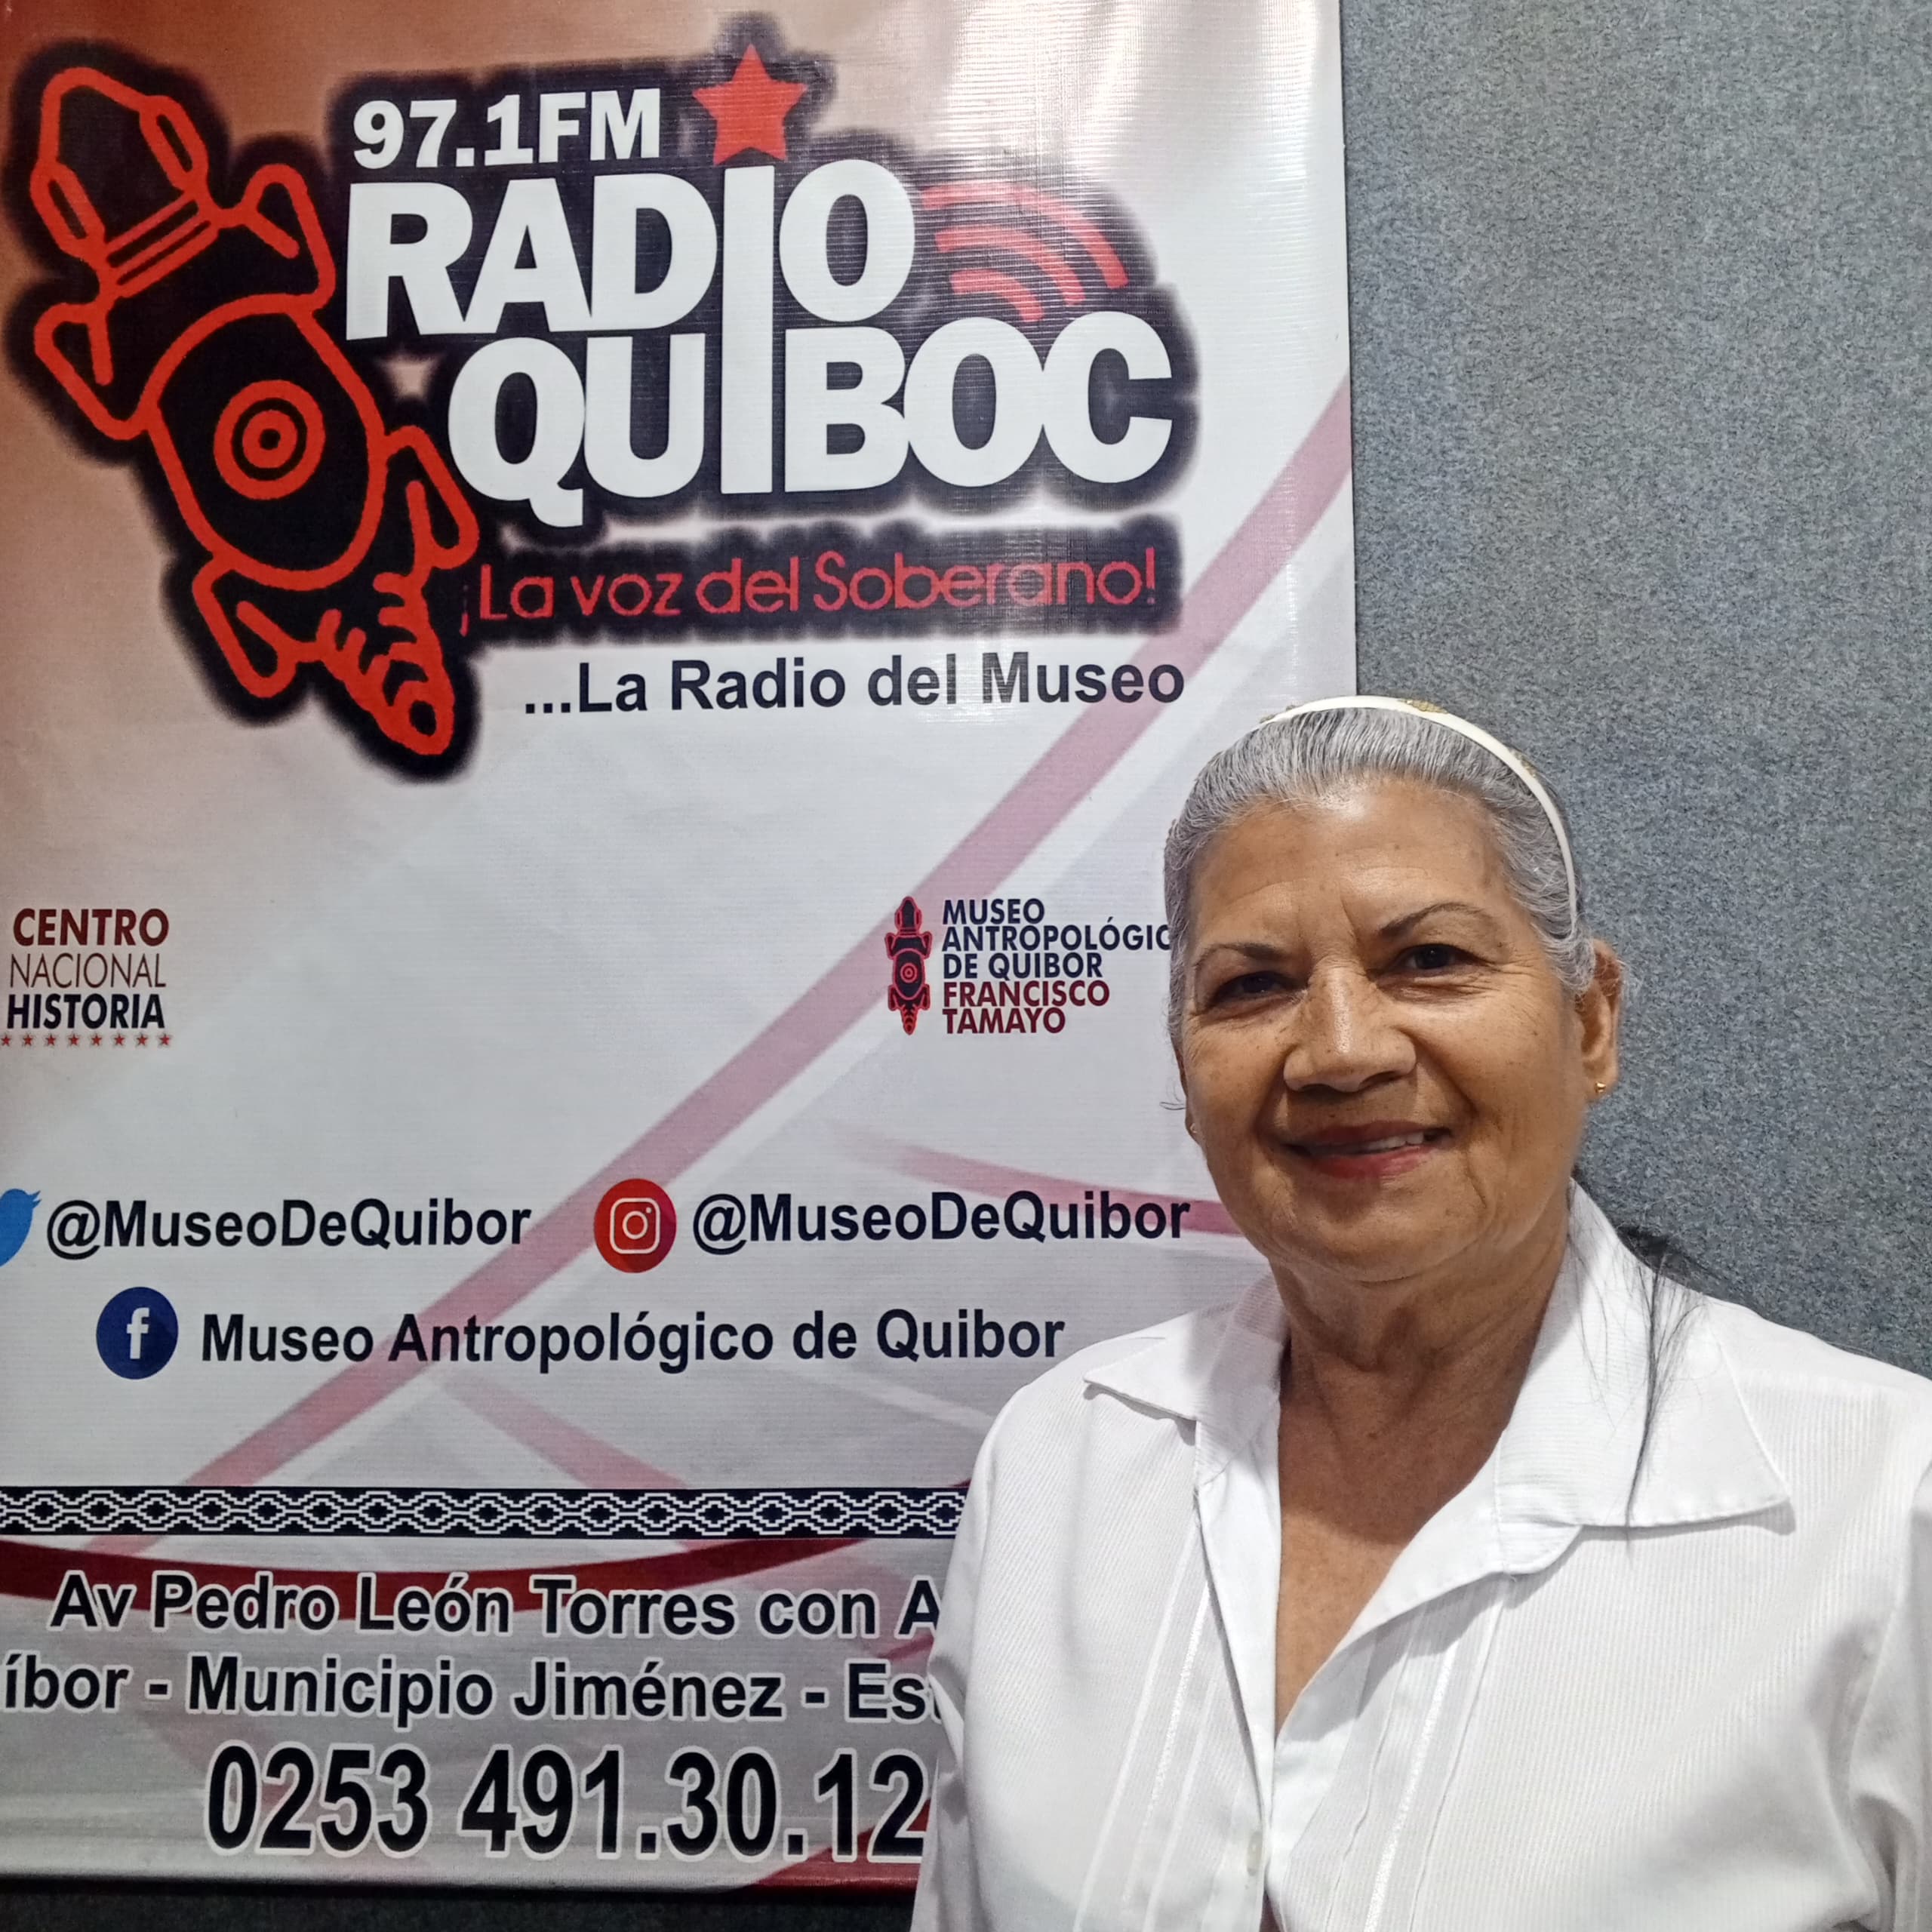 97.1FM
RADIO
QUIBOC
¡La voz del Soberano!
...La Radio del Museo
CENTRO
NACIONAL
HISTORIA
MUSEO
ANTROPOLÓGIC
DE QUIBOR
FRANCISCO
TAMAYO
@MuseoDeQuibor
@MuseoDeQuibor
Museo Antropológico de Quibor
Av Pedro León Torres con A
íbor - Municipio Jiménez - Es
0253 491.30.12